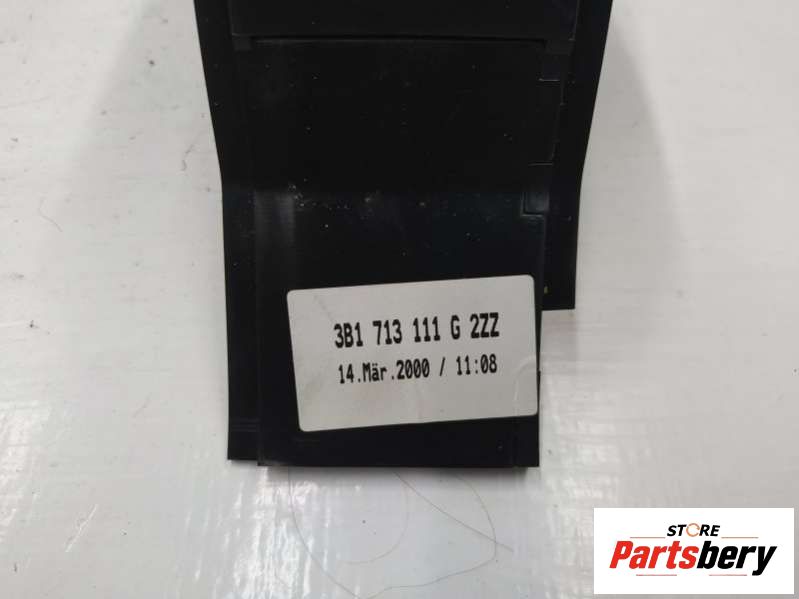 3B1 713 111 G 2ZZ
14.Mär.2000 / 11:08
STORE
Partsbery